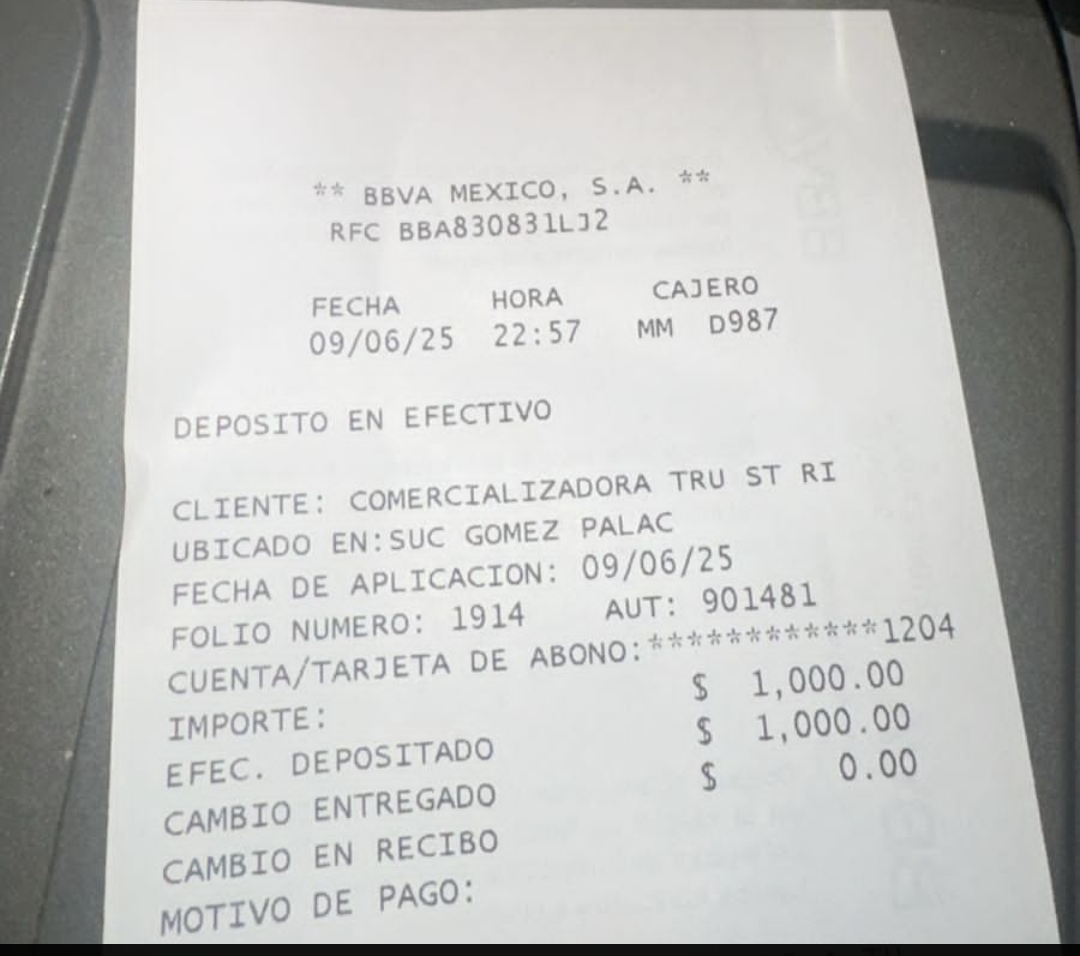 ** BBVA MEXICO, S.A. **
RFC BBA830831LJ2
FECHA HORA CAJERO
09/06/25 22:57 MM D987
DEPOSITO EN EFECTIVO
CLIENTE: COMERCIALIZADORA TRU ST RI
UBICADO EN:SUC GOMEZ PALAC
FECHA DE APLICACION: 09/06/25
FOLIO NUMERO: 1914 AUT: 901481
CUENTA/TARJETA DE ABONO:************1204
IMPORTE: $ 1,000.00
EFEC. DEPOSITADO $ 1,000.00
CAMBIO ENTREGADO $ 0.00
CAMBIO EN RECIBO
MOTIVO DE PAGO: